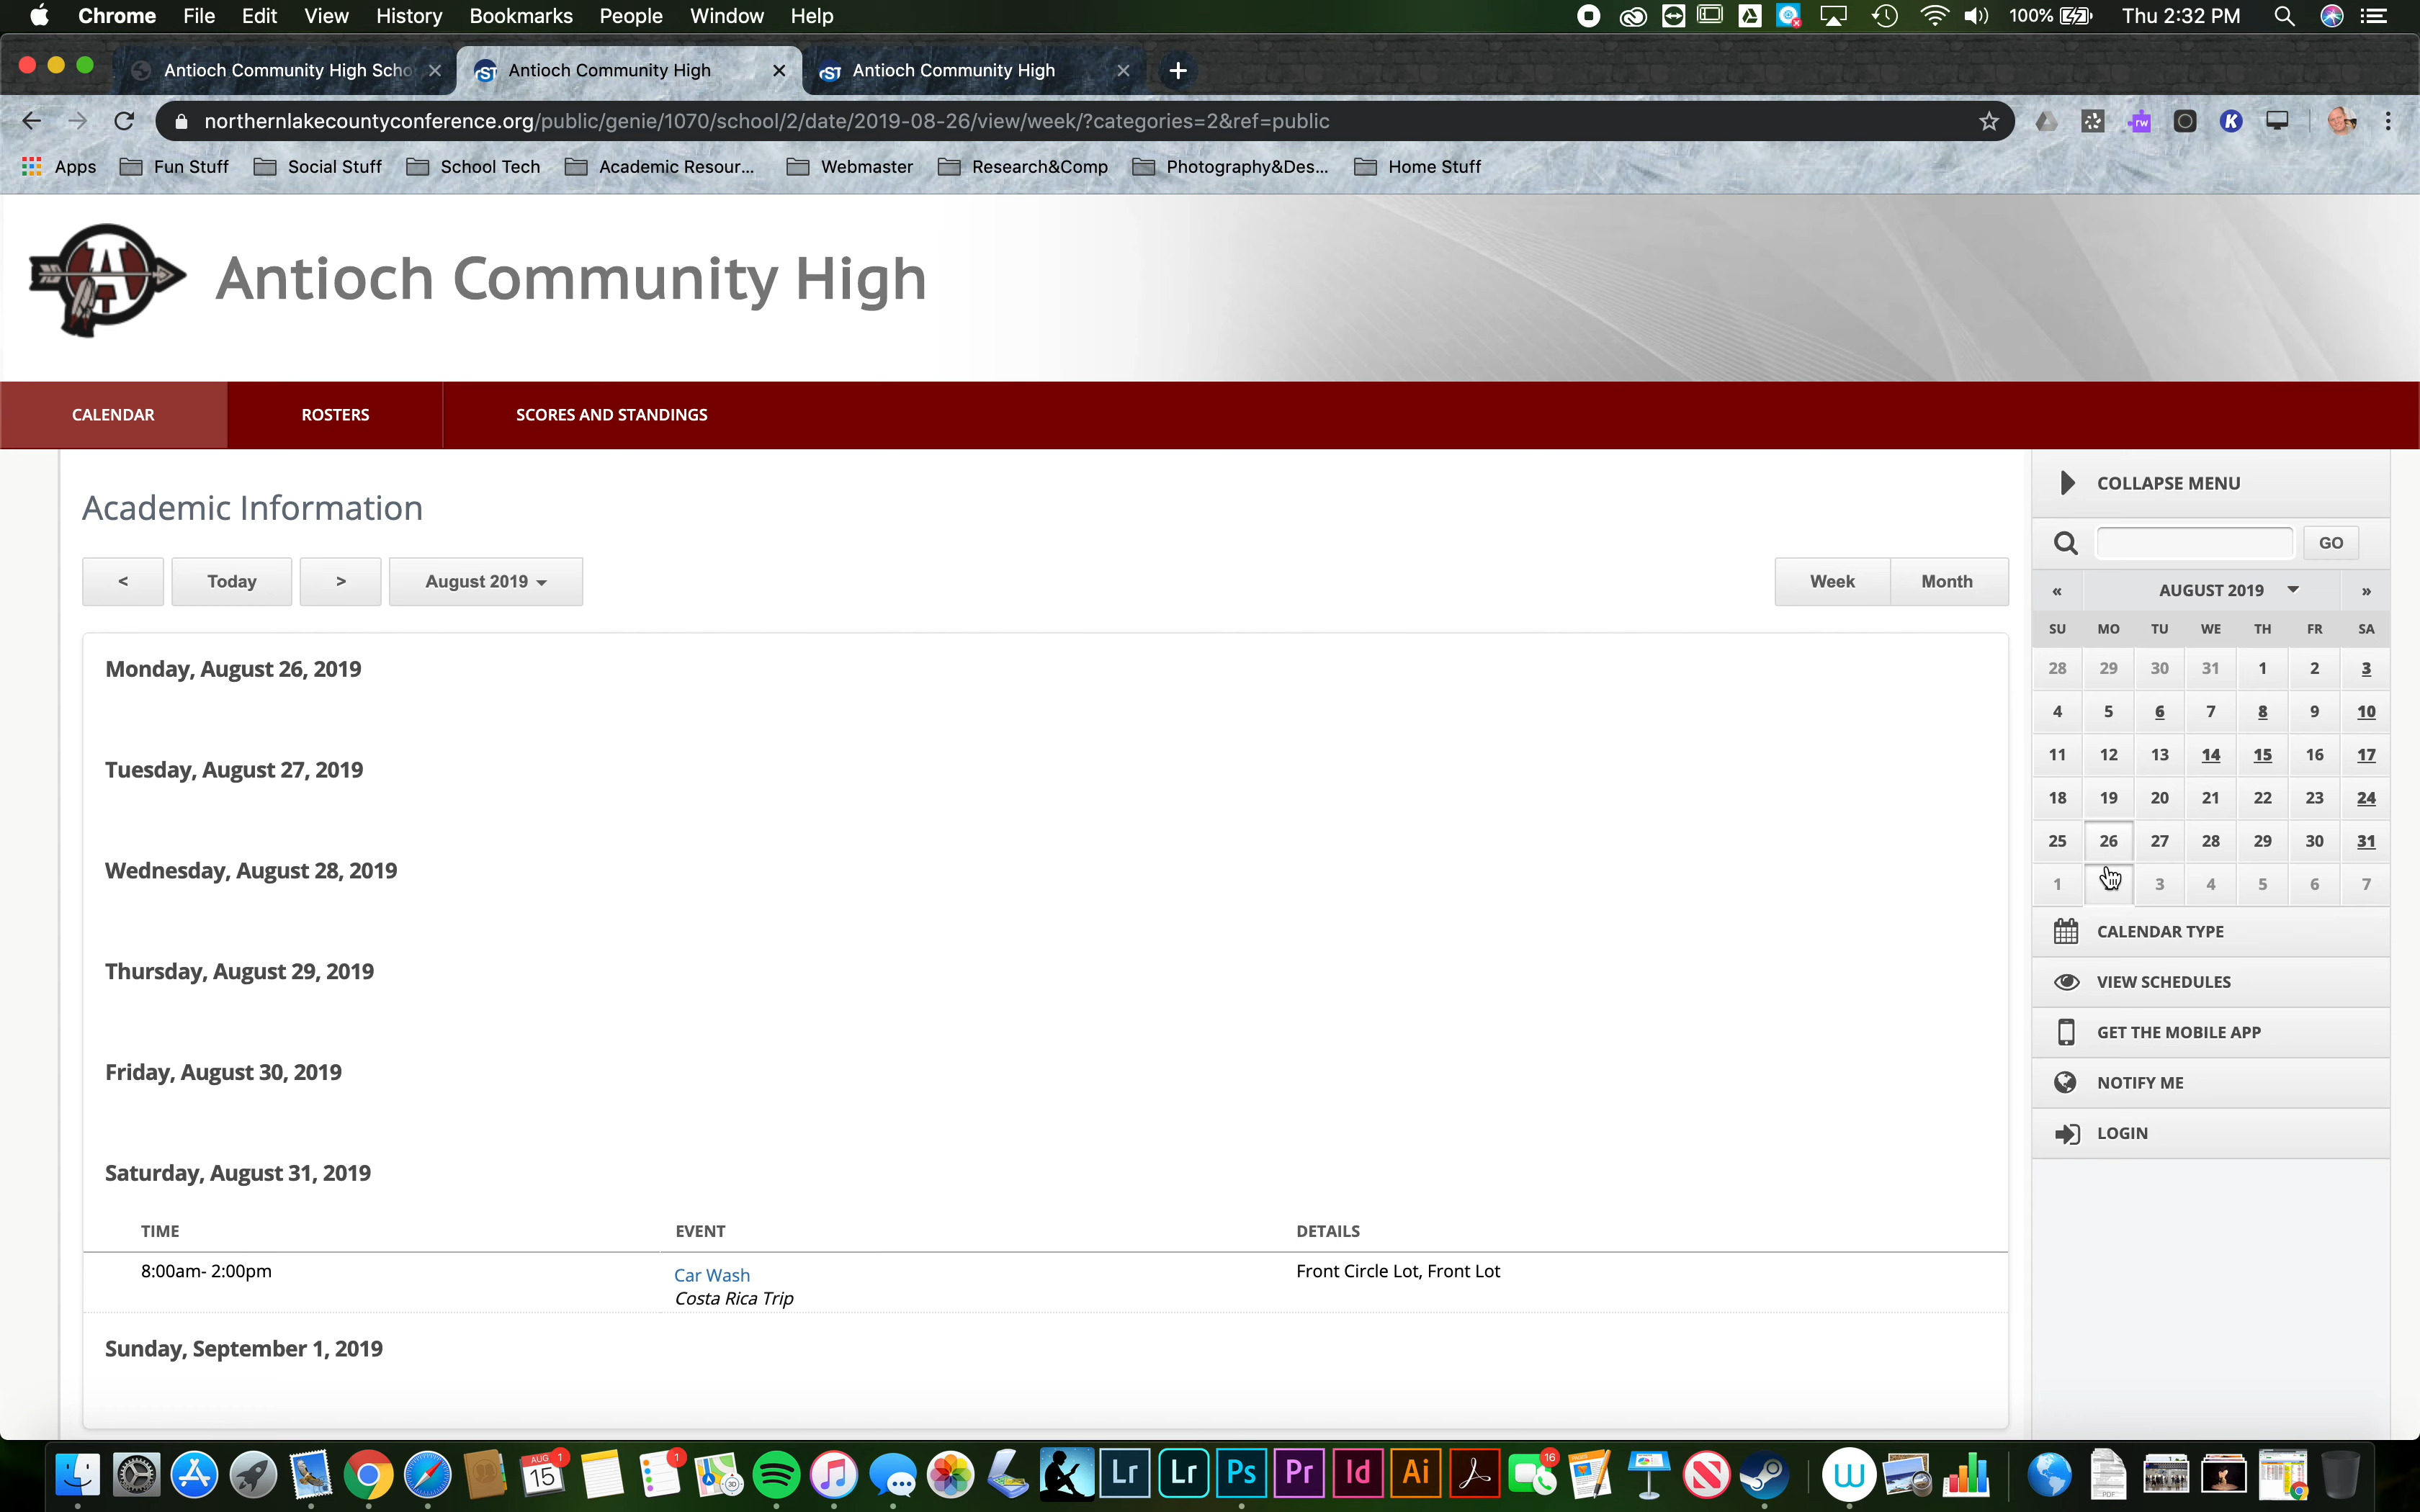 Chrome File Edit View History Bookmarks People Window Help 100% Thu 2:32 PM
Antioch Community High Scho Antioch Community High Antioch Community High
northernlakecountyconference.org/public/genie/1070/school/2/date/2019-08-26/view/week/?categories=2&ref=public
Apps Fun Stuff Social Stuff School Tech Academic Resour... Webmaster Research&Comp Photography&Des... Home Stuff
Antioch Community High
CALENDAR ROSTERS SCORES AND STANDINGS
Academic Information
< Today > August 2019 Week Month
Monday, August 26, 2019
Tuesday, August 27, 2019
Wednesday, August 28, 2019
Thursday, August 29, 2019
Friday, August 30, 2019
Saturday, August 31, 2019
TIME EVENT DETAILS
8:00am- 2:00pm Car Wash Front Circle Lot, Front Lot
Costa Rica Trip
Sunday, September 1, 2019
COLLAPSE MENU
GO
« AUGUST 2019 »
SU MO TU WE TH FR SA
28 29 30 31 1 2 3
4 5 6 7 8 9 10
11 12 13 14 15 16 17
18 19 20 21 22 23 24
25 26 27 28 29 30 31
1 3 4 5 6 7
CALENDAR TYPE
VIEW SCHEDULES
GET THE MOBILE APP
NOTIFY ME
LOGIN
AUG 1 1 16
15 3D Lr Lr Ps Pr Id Ai PDF